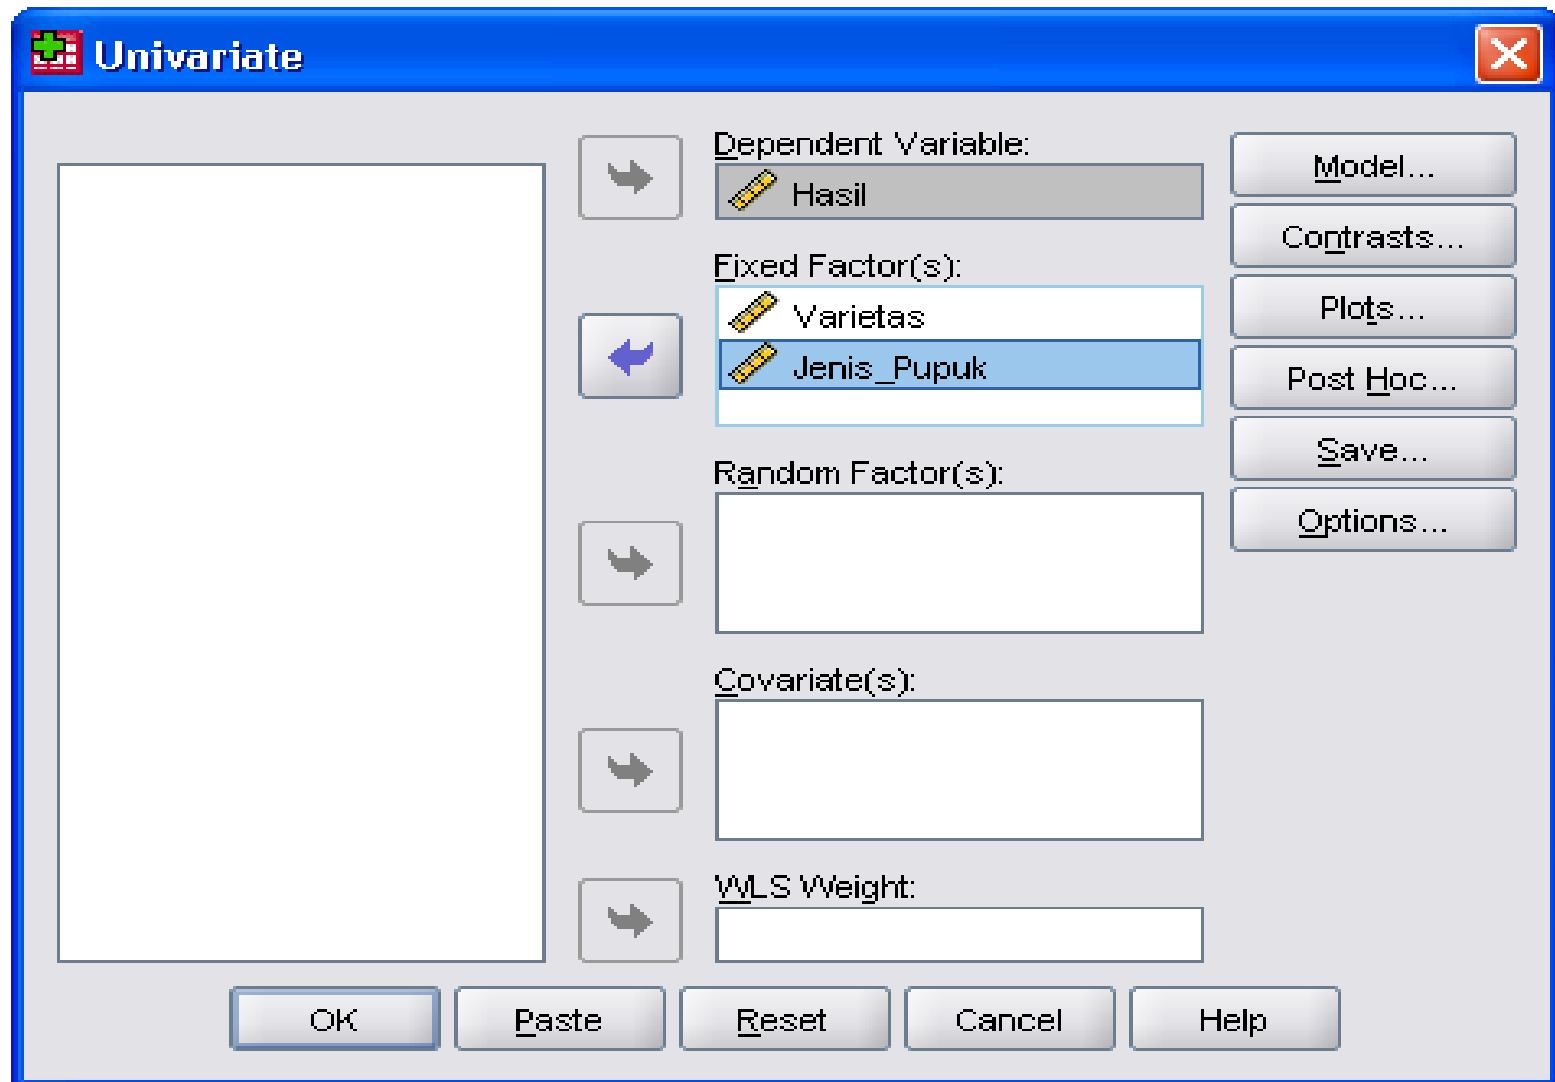 Univariate
Dependent Variable:
Hasil
Fixed Factor(s):
Varietas
Jenis_Pupuk
Random Factor(s):
Covariate(s):
WLS Weight:
Model...
Contrasts...
Plots...
Post Hoc...
Save...
Options...
OK
Paste
Reset
Cancel
Help